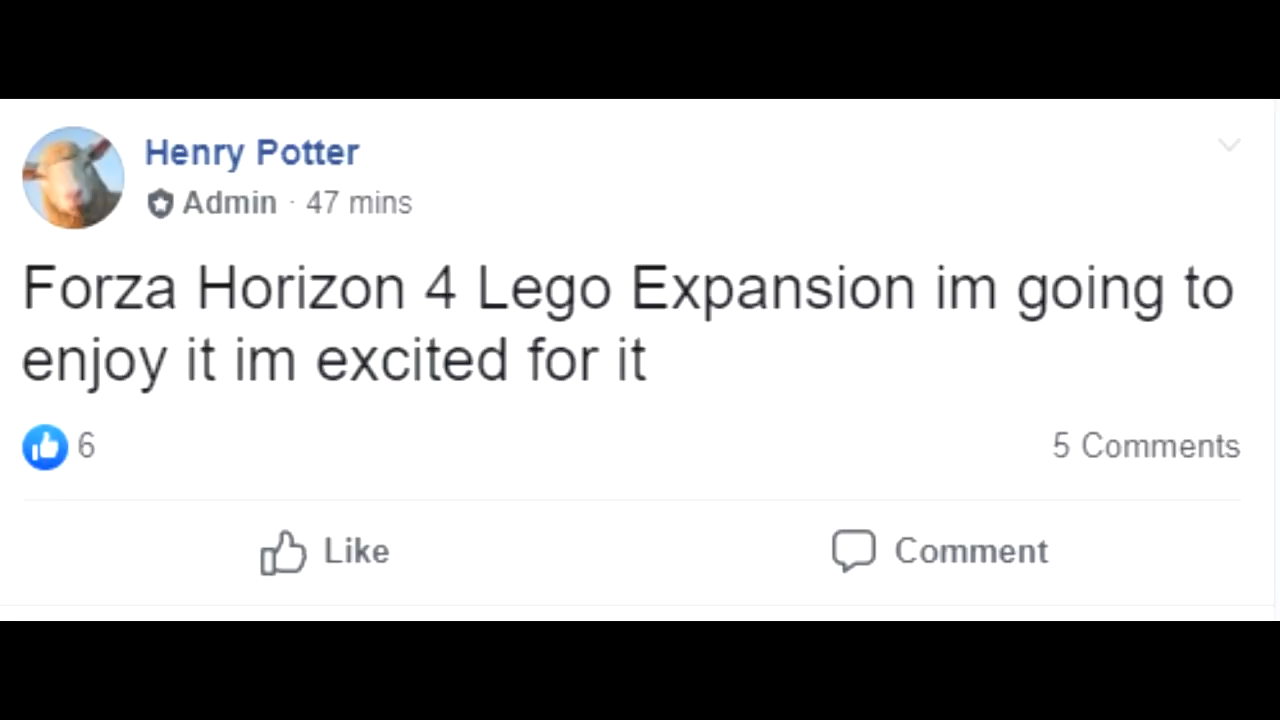 Henry Potter
Admin · 47 mins
Forza Horizon 4 Lego Expansion im going to
enjoy it im excited for it
6
5 Comments
Like
Comment